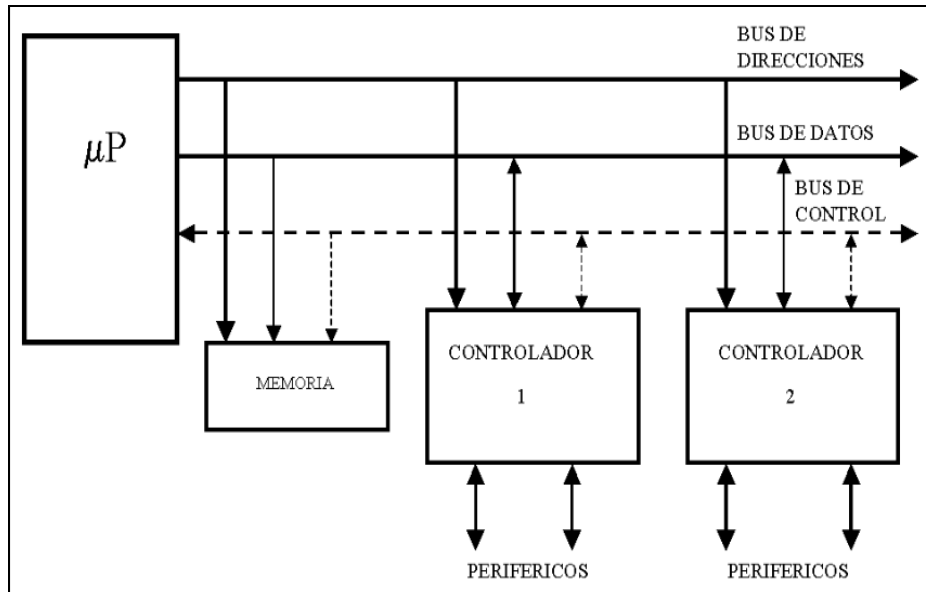 BUS DE
DIRECCIONES
μP
BUS DE DATOS
BUS DE
CONTROL
MEMORIA
CONTROLADOR
1
CONTROLADOR
2
PERIFERICOS
PERIFERICOS